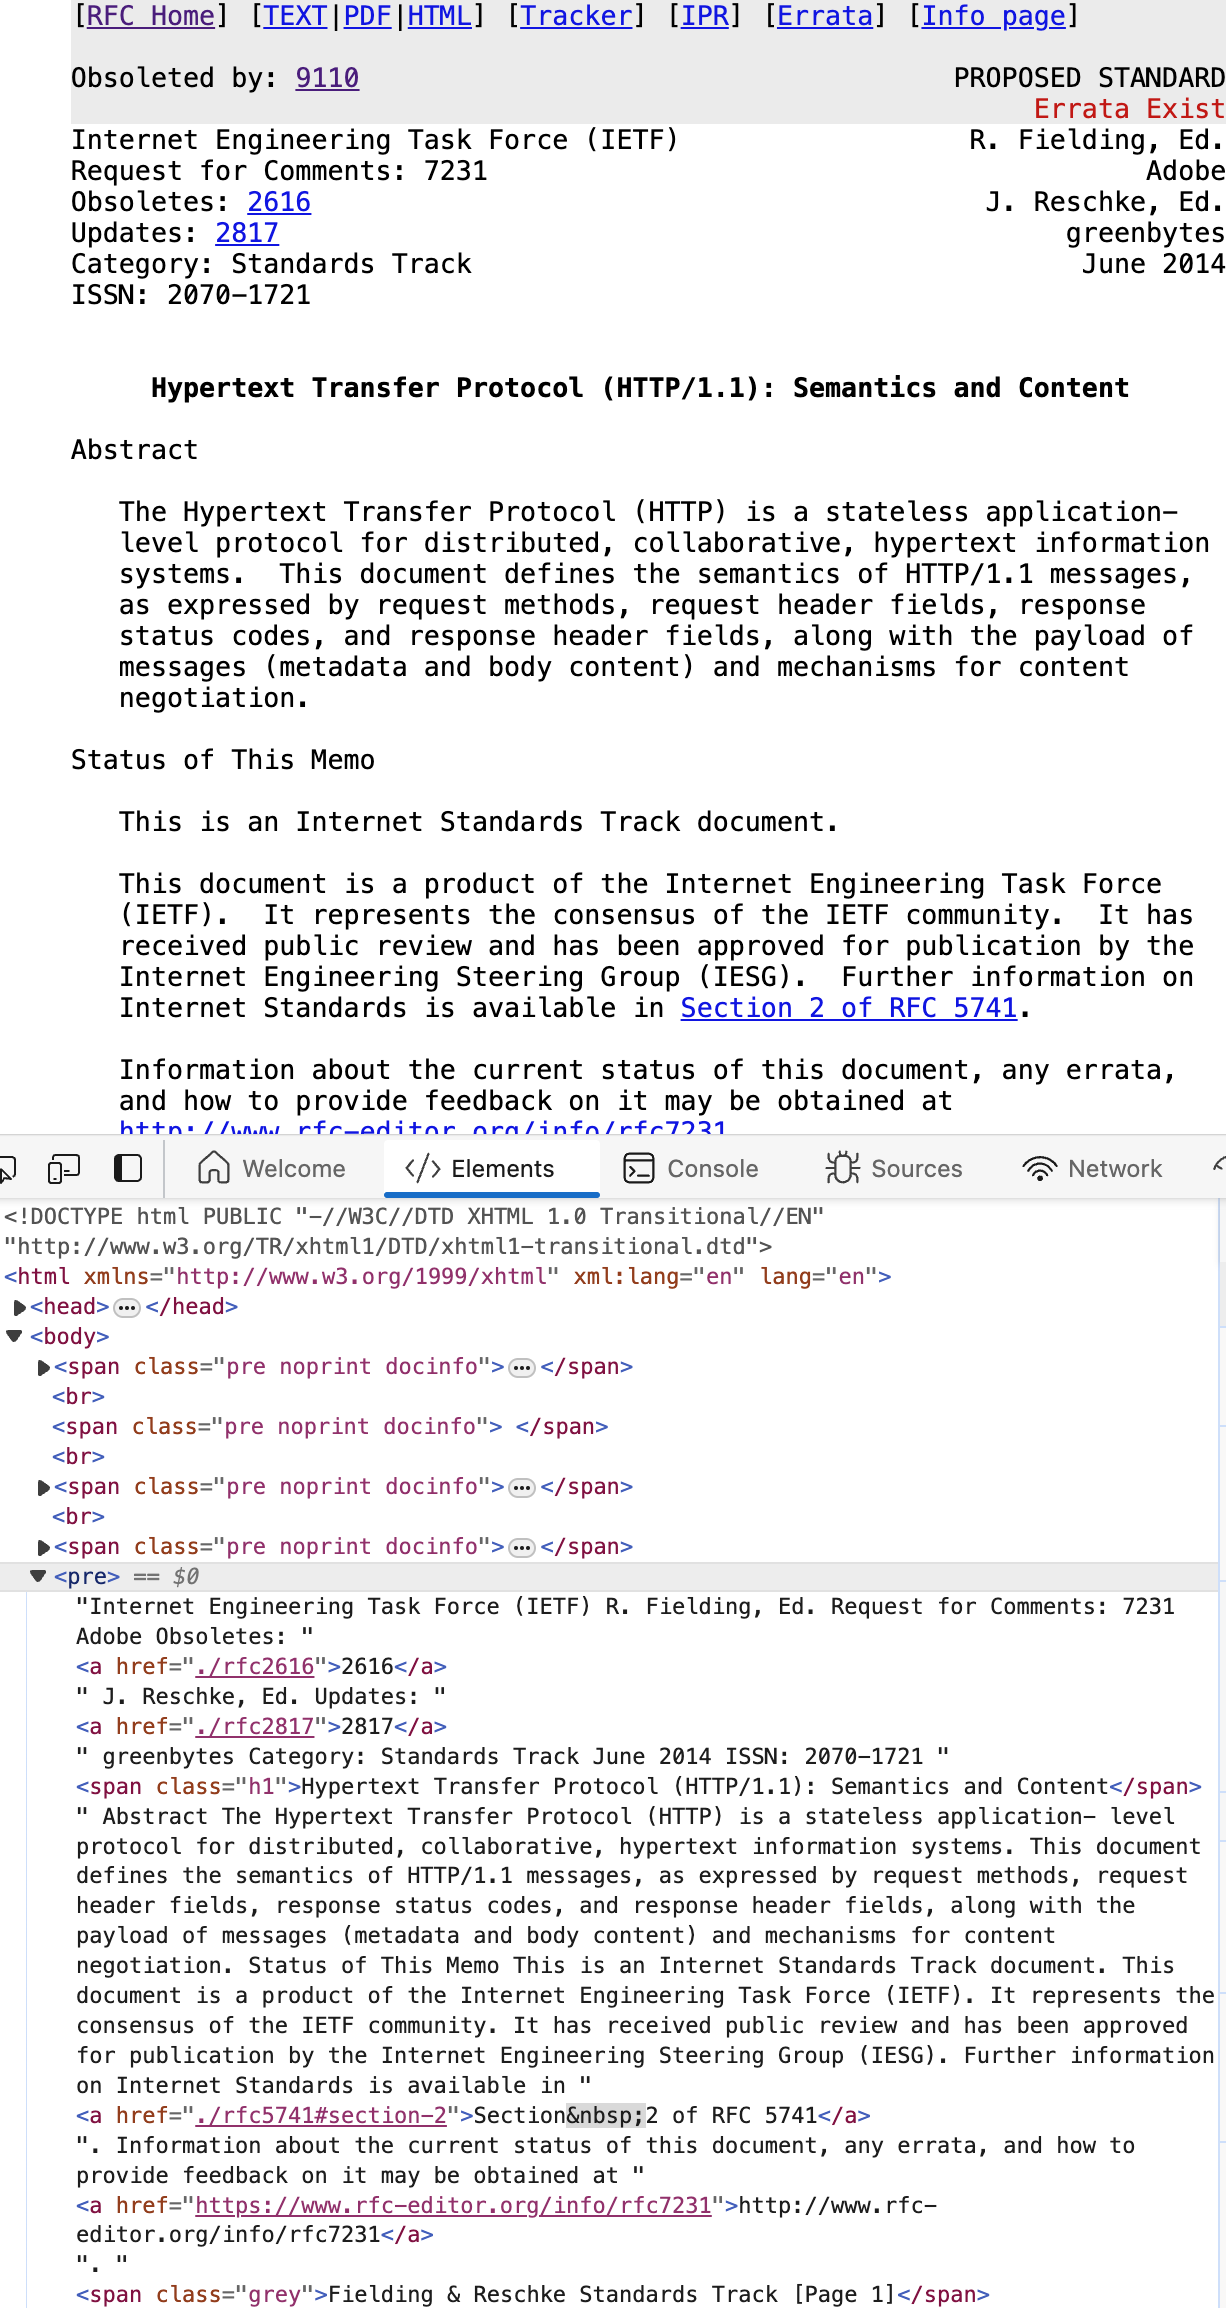 [RFC Home] [TEXT|PDF|HTML] [Tracker] [IPR] [Errata] [Info page]
Obsoleted by: 9110 PROPOSED STANDARD
Errata Exist
Internet Engineering Task Force (IETF) R. Fielding, Ed.
Request for Comments: 7231 Adobe
Obsoletes: 2616 J. Reschke, Ed.
Updates: 2817 greenbytes
Category: Standards Track June 2014
ISSN: 2070-1721
Hypertext Transfer Protocol (HTTP/1.1): Semantics and Content
Abstract
The Hypertext Transfer Protocol (HTTP) is a stateless application-
level protocol for distributed, collaborative, hypertext information
systems.  This document defines the semantics of HTTP/1.1 messages,
as expressed by request methods, request header fields, response
status codes, and response header fields, along with the payload of
messages (metadata and body content) and mechanisms for content
negotiation.
Status of This Memo
This is an Internet Standards Track document.
This document is a product of the Internet Engineering Task Force
(IETF).  It represents the consensus of the IETF community.  It has
received public review and has been approved for publication by the
Internet Engineering Steering Group (IESG).  Further information on
Internet Standards is available in Section 2 of RFC 5741.
Information about the current status of this document, any errata,
and how to provide feedback on it may be obtained at
http://www.rfc-editor.org/info/rfc7231
Welcome </> Elements Console Sources Network
<!DOCTYPE html PUBLIC "-//W3C//DTD XHTML 1.0 Transitional//EN"
"http://www.w3.org/TR/xhtml1/DTD/xhtml1-transitional.dtd">
<html xmlns="http://www.w3.org/1999/xhtml" xml:lang="en" lang="en">
<head>…</head>
<body>
<span class="pre noprint docinfo">…</span>
<br>
<span class="pre noprint docinfo"> </span>
<br>
<span class="pre noprint docinfo">…</span>
<br>
<span class="pre noprint docinfo">…</span>
<pre> == $0
"Internet Engineering Task Force (IETF) R. Fielding, Ed. Request for Comments: 7231
Adobe Obsoletes: "
<a href="./rfc2616">2616</a>
" J. Reschke, Ed. Updates: "
<a href="./rfc2817">2817</a>
" greenbytes Category: Standards Track June 2014 ISSN: 2070-1721 "
<span class="h1">Hypertext Transfer Protocol (HTTP/1.1): Semantics and Content</span>
" Abstract The Hypertext Transfer Protocol (HTTP) is a stateless application- level
protocol for distributed, collaborative, hypertext information systems. This document
defines the semantics of HTTP/1.1 messages, as expressed by request methods, request
header fields, response status codes, and response header fields, along with the
payload of messages (metadata and body content) and mechanisms for content
negotiation. Status of This Memo This is an Internet Standards Track document. This
document is a product of the Internet Engineering Task Force (IETF). It represents the
consensus of the IETF community. It has received public review and has been approved
for publication by the Internet Engineering Steering Group (IESG). Further information
on Internet Standards is available in "
<a href="./rfc5741#section-2">Section&nbsp;2 of RFC 5741</a>
". Information about the current status of this document, any errata, and how to
provide feedback on it may be obtained at "
<a href="https://www.rfc-editor.org/info/rfc7231">http://www.rfc-
editor.org/info/rfc7231</a>
". "
<span class="grey">Fielding & Reschke Standards Track [Page 1]</span>